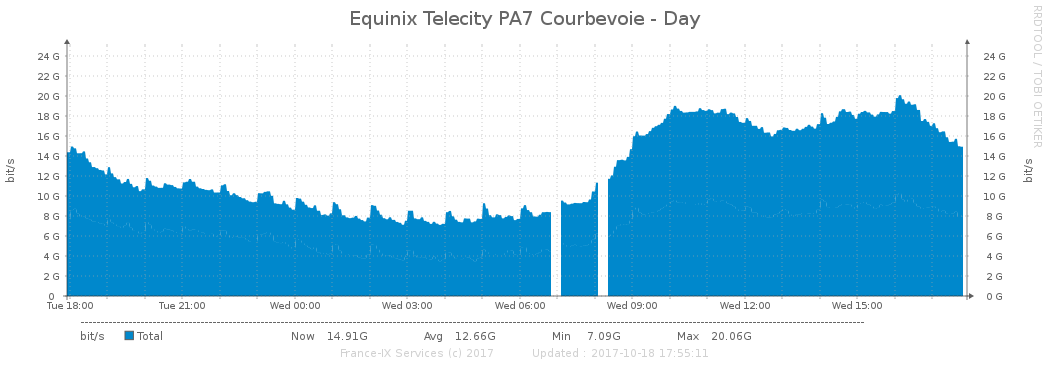 Equinix Telecity PA7 Courbevoie - Day
RRDTOOL / TOBI OETIKER
bit/s
24 G 24 G
22 G 22 G
20 G 20 G
18 G 18 G
16 G 16 G
14 G 14 G
12 G 12 G
10 G 10 G
8 G 8 G
6 G 6 G
4 G 4 G
2 G 2 G
0 0 G
bit/s
Tue 18:00 Tue 21:00 Wed 00:00 Wed 03:00 Wed 06:00 Wed 09:00 Wed 12:00 Wed 15:00
bit/s Total Now 14.91G Avg 12.66G Min 7.09G Max 20.06G
France-IX Services (c) 2017 Updated : 2017-10-18 17:55:11